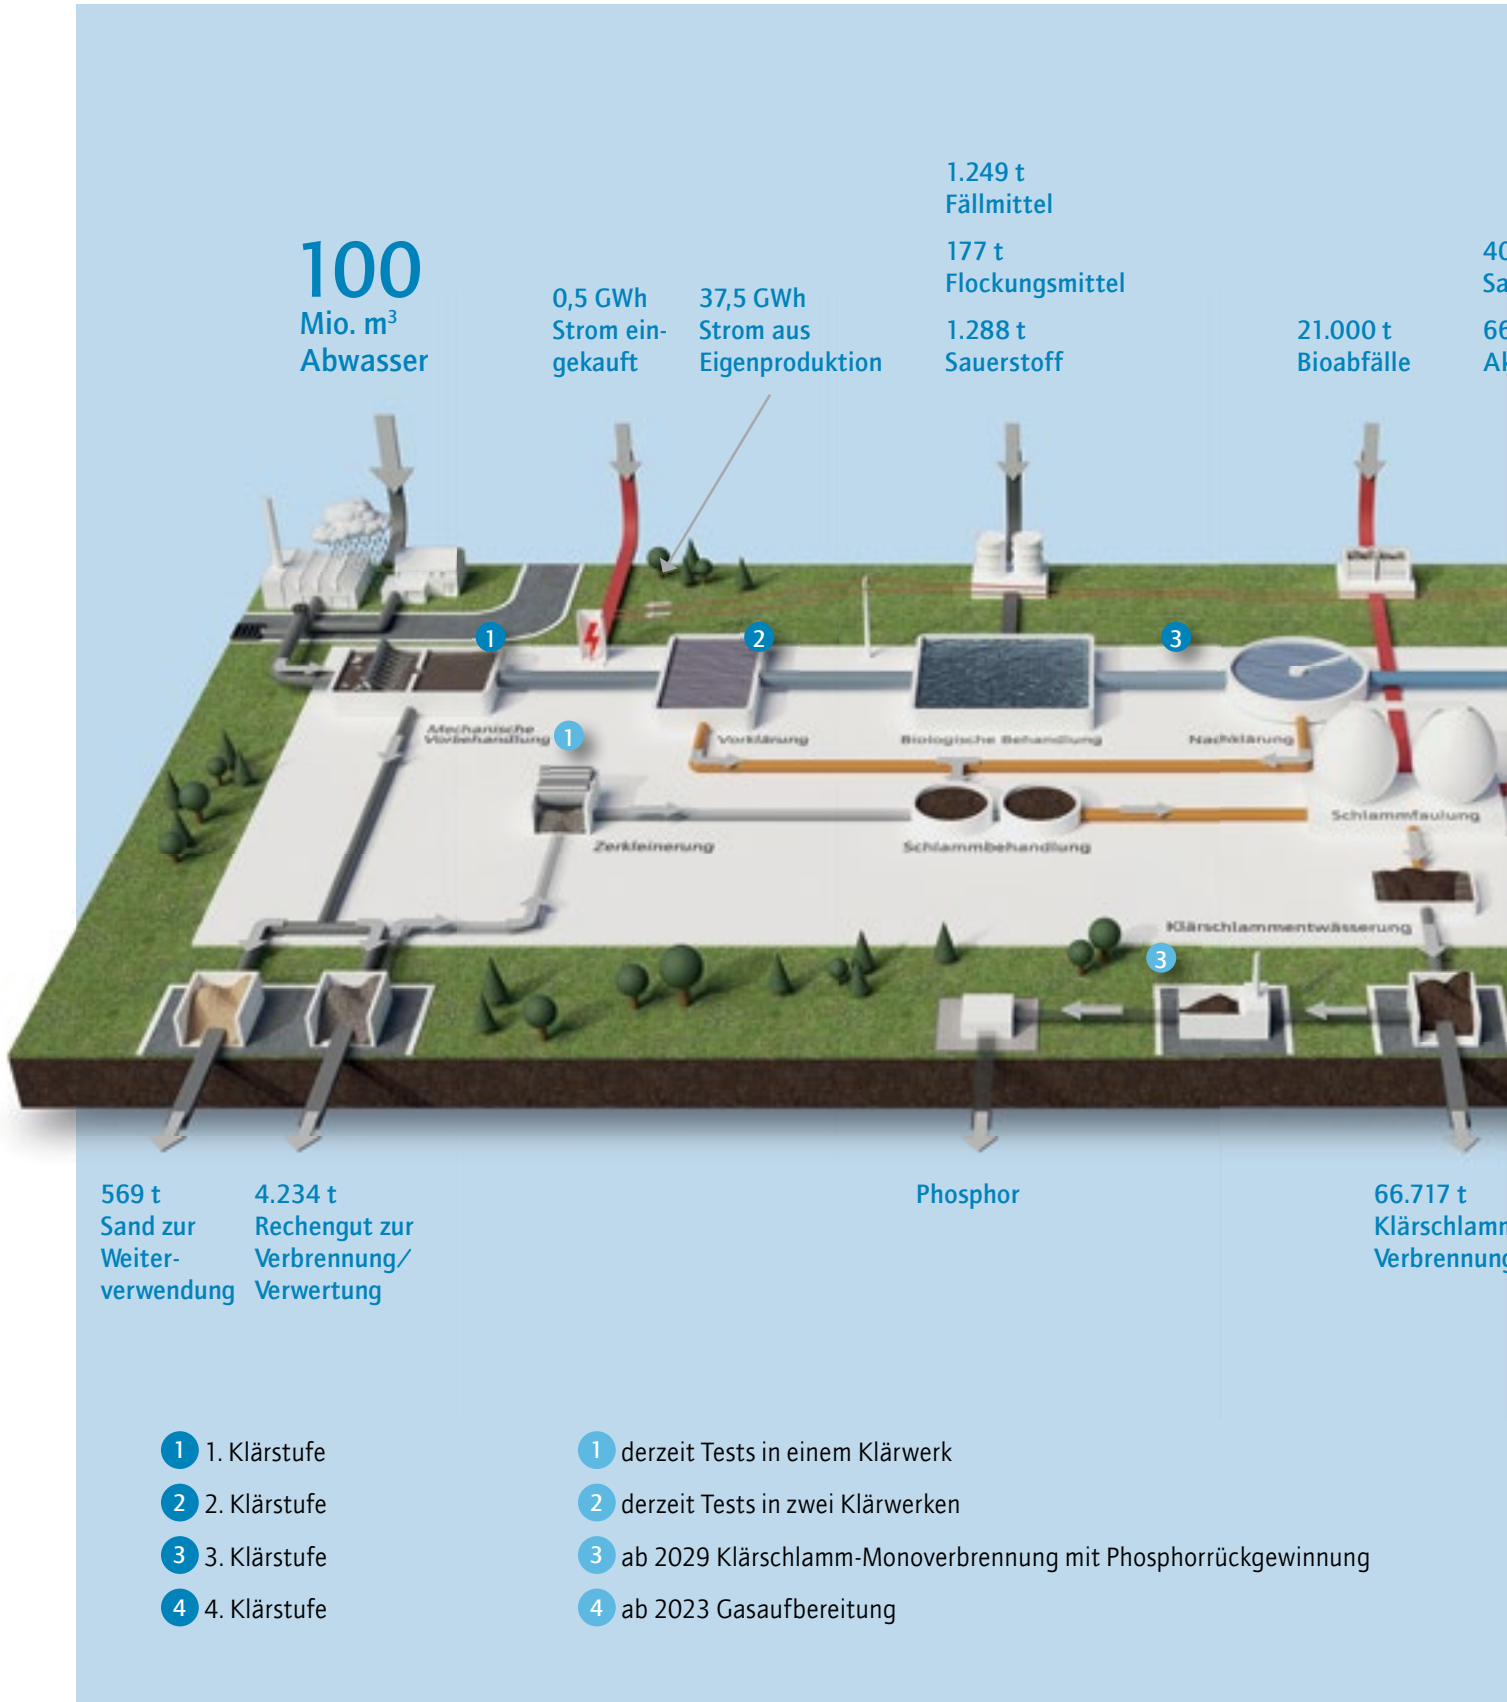 1.249 t
Fällmittel
177 t
Flockungsmittel
1.288 t
Sauerstoff
100
Mio. m³
Abwasser
0,5 GWh
Strom ein-
gekauft
37,5 GWh
Strom aus
Eigenproduktion
21.000 t
Bioabfälle
1
2
3
Mechanische
Vorbehandlung
1
Vorklärung
Biologische Behandlung
Nachklärung
Zerkleinerung
Schlammbehandlung
Schlammfaulung
Klärschlammentwässerung
3
569 t
Sand zur
Weiter-
verwendung
4.234 t
Rechengut zur
Verbrennung/
Verwertung
Phosphor
66.717 t
1 1. Klärstufe
2 2. Klärstufe
3 3. Klärstufe
4 4. Klärstufe
1 derzeit Tests in einem Klärwerk
2 derzeit Tests in zwei Klärwerken
3 ab 2029 Klärschlamm-Monoverbrennung mit Phosphorrückgewinnung
4 ab 2023 Gasaufbereitung